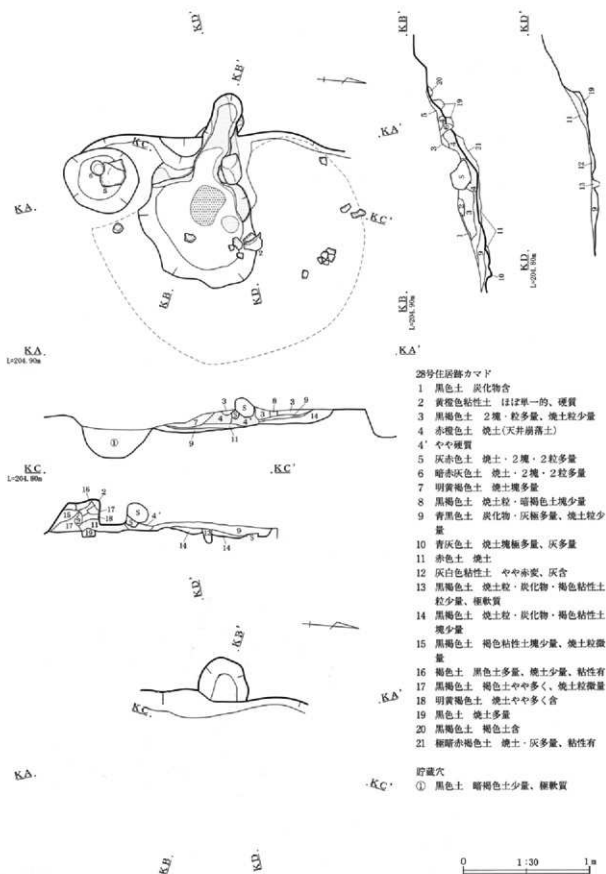 KD'
KB'
KC
KA'
KA
KC'
KB
KD
KA
L=204.90m
KA'
KC
L=204.90m
KC'
KD'
KB'
KC
KA'
KA
KC'
KB
KD
KB'
KD'
KB
L=204.90m
KD
L=204.90m
28号住居跡カマド
1 黒色土 炭化物含
2 黄橙色粘性土 ほぼ単一的、硬質
3 黒褐色土 2塊・粒多量、焼土粒少量
4 赤橙色土 焼土(天井崩落土)
4' やや硬質
5 灰赤色土 焼土・2塊・2粒多量
6 暗赤灰色土 焼土・2塊・2粒多量
7 明黄褐色土 焼土塊多量
8 黒褐色土 焼土粒・暗褐色土塊少量
9 青黒色土 炭化物・灰極多量、焼土粒少
量
10 青灰色土 焼土塊極多量、灰多量
11 赤色土 焼土
12 灰白色粘性土 やや赤変、灰含
13 黒褐色土 焼土粒・炭化物・褐色粘性土
粒少量、極軟質
14 黒褐色土 焼土粒・炭化物・褐色粘性土
塊少量
15 黒褐色土 褐色粘性土塊少量、焼土粒微
量
16 褐色土 黒色土多量、焼土少量、粘性有
17 黒褐色土 褐色土やや多く、焼土粒微量
18 明黄褐色土 焼土やや多く含
19 黒色土 焼土多量
20 黒褐色土 褐色土含
21 極暗赤褐色土 焼土・灰多量、粘性有
貯蔵穴
① 黒色土 暗褐色土少量、極軟質
0 1:30 1m